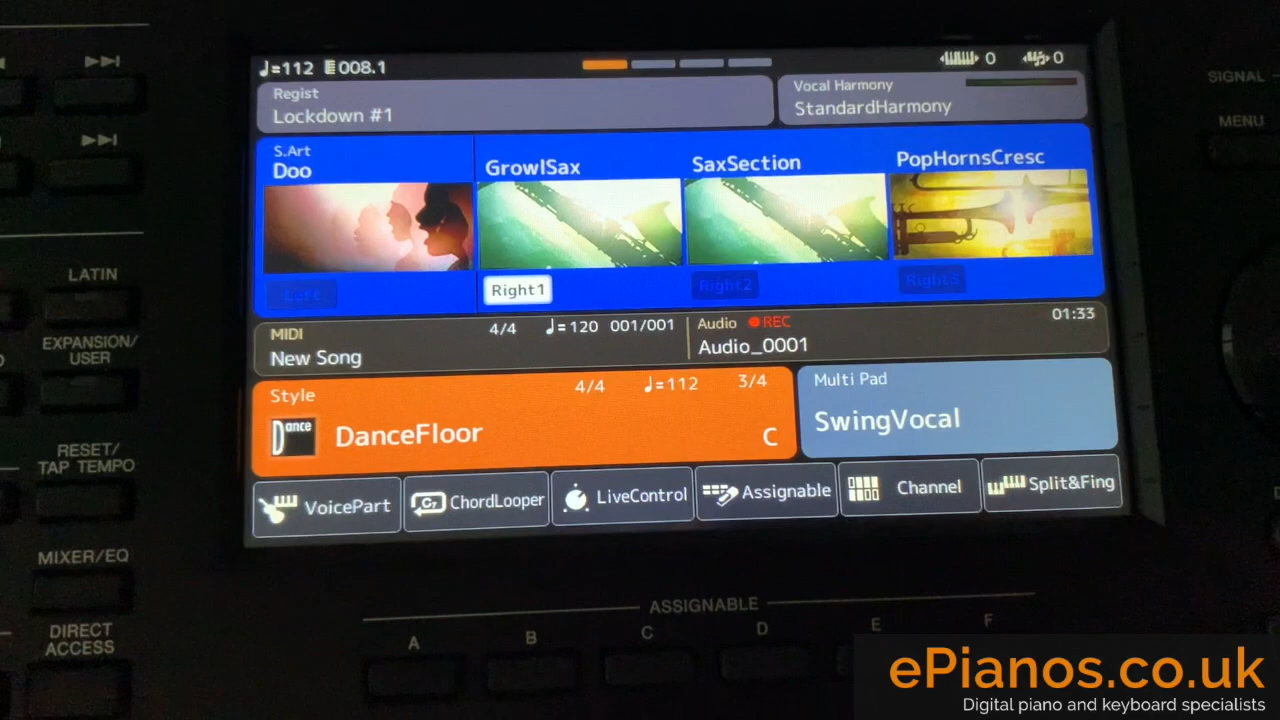 ♩=112 008.1
0 0
Regist
Lockdown #1
Vocal Harmony
StandardHarmony
S.Art
Doo
GrowlSax
SaxSection
PopHornsCresc
Left
Right1
Right2
Right3
MIDI
4/4 ♩=120 001/001
New Song
Audio REC
01:33
Audio_0001
Style
4/4 ♩=112 3/4
Dance
DanceFloor
C
Multi Pad
SwingVocal
VoicePart
ChordLooper
LiveControl
Assignable
Channel
Split&Fing
LATIN
EXPANSION/
USER
RESET/
TAP TEMPO
MIXER/EQ
DIRECT
ACCESS
SIGNAL
MENU
ASSIGNABLE
A B C D E F
ePianos.co.uk
Digital piano and keyboard specialists